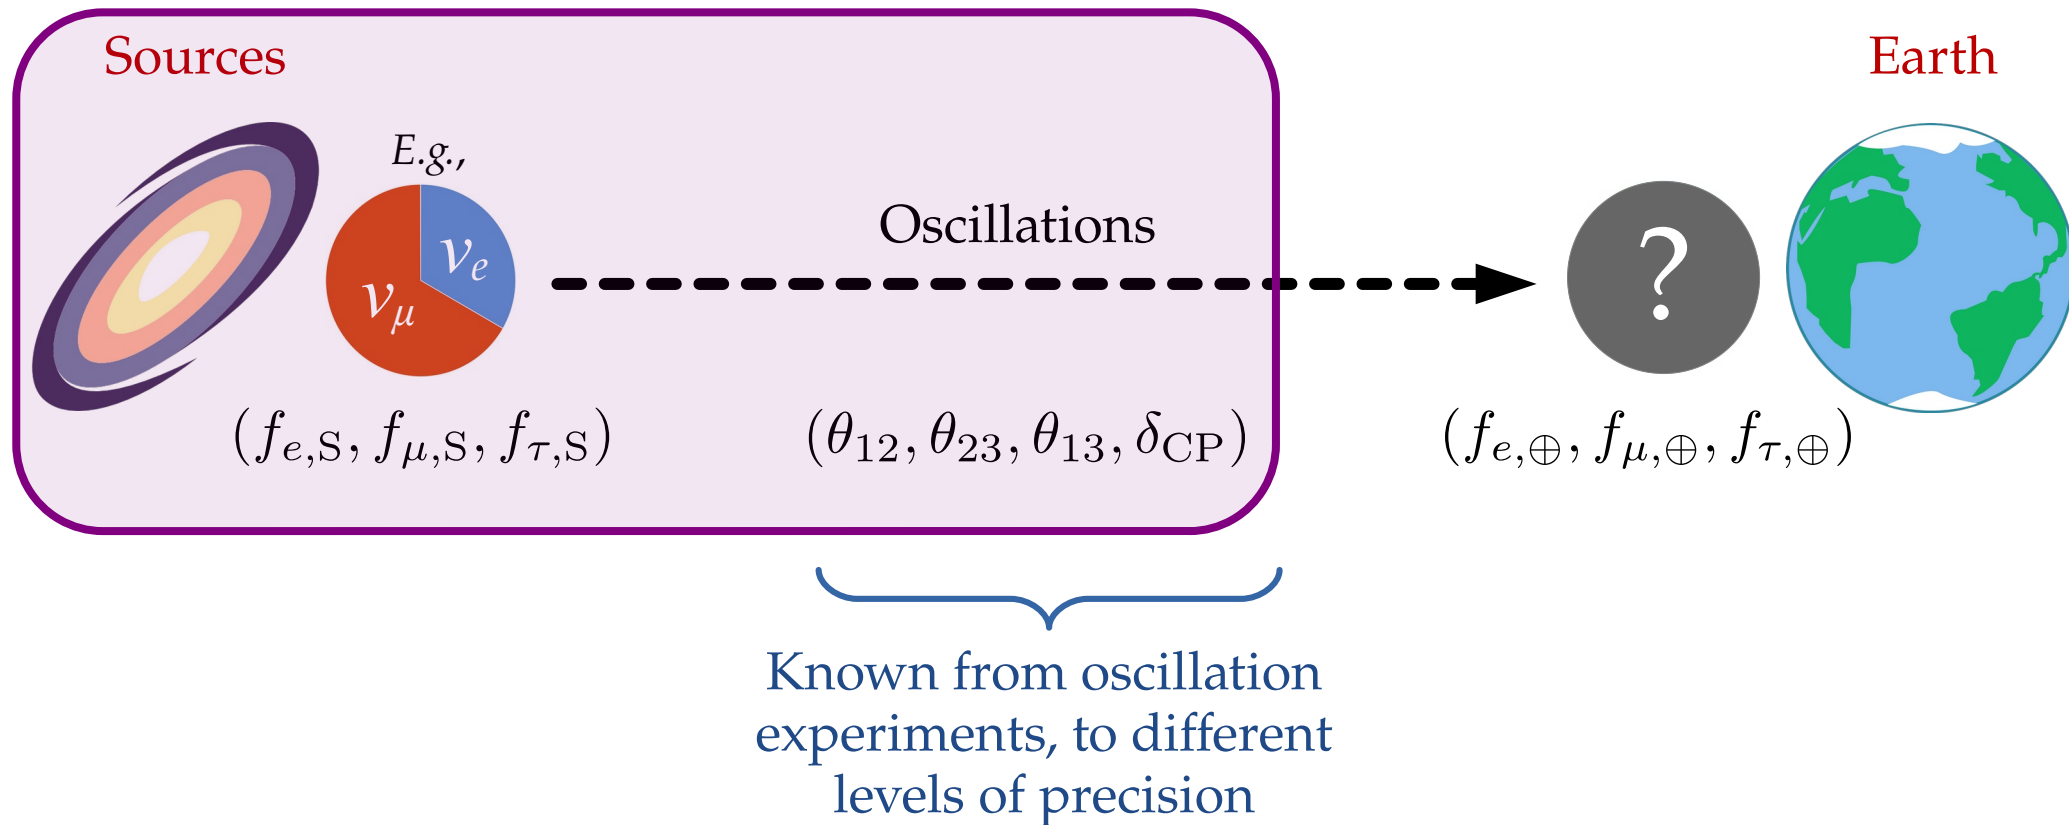 Sources
Earth
E.g.,
Oscillations
ν_e
ν_μ
?
(f_{e,S}, f_{μ,S}, f_{τ,S})
(θ_{12}, θ_{23}, θ_{13}, δ_{CP})
(f_{e,⊕}, f_{μ,⊕}, f_{τ,⊕})
Known from oscillation
experiments, to different
levels of precision